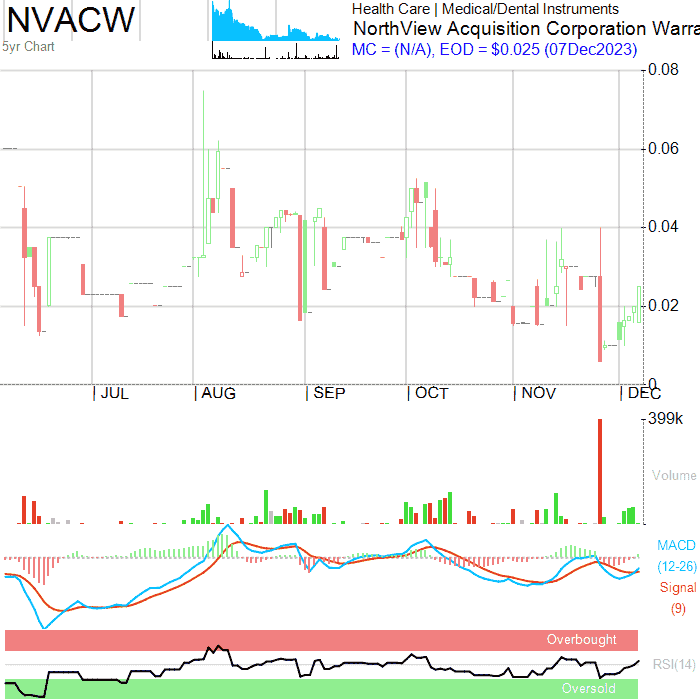 NVACW
5yr Chart
Health Care | Medical/Dental Instruments
NorthView Acquisition Corporation Warra
MC = (N/A), EOD = $0.025 (07Dec2023)
0.08
0.06
0.04
0.02
0
JUL
AUG
SEP
OCT
NOV
DEC
399k
Volume
MACD
(12-26)
Signal
(9)
Overbought
RSI(14)
Oversold